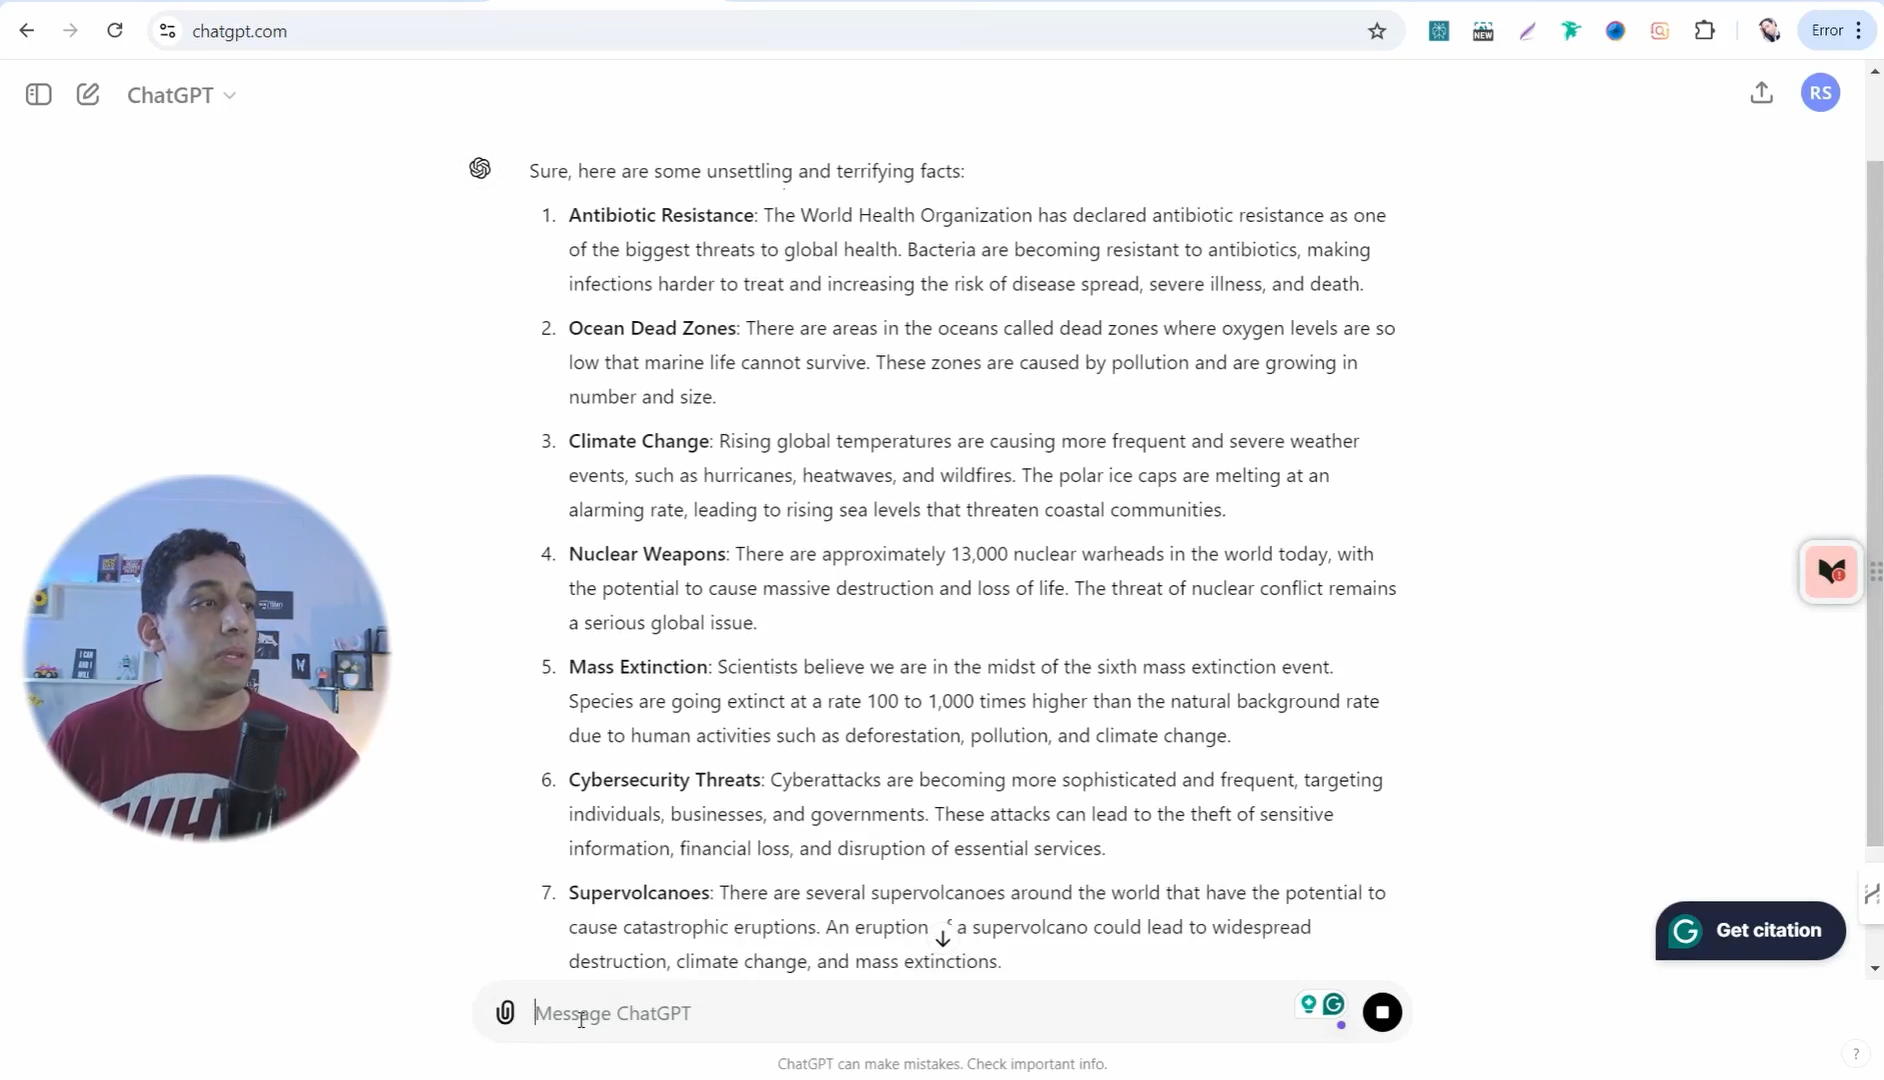 chatgpt.com
NEW
Error
ChatGPT
RS
Sure, here are some unsettling and terrifying facts:
1. Antibiotic Resistance: The World Health Organization has declared antibiotic resistance as one
of the biggest threats to global health. Bacteria are becoming resistant to antibiotics, making
infections harder to treat and increasing the risk of disease spread, severe illness, and death.
2. Ocean Dead Zones: There are areas in the oceans called dead zones where oxygen levels are so
low that marine life cannot survive. These zones are caused by pollution and are growing in
number and size.
3. Climate Change: Rising global temperatures are causing more frequent and severe weather
events, such as hurricanes, heatwaves, and wildfires. The polar ice caps are melting at an
alarming rate, leading to rising sea levels that threaten coastal communities.
4. Nuclear Weapons: There are approximately 13,000 nuclear warheads in the world today, with
the potential to cause massive destruction and loss of life. The threat of nuclear conflict remains
a serious global issue.
5. Mass Extinction: Scientists believe we are in the midst of the sixth mass extinction event.
Species are going extinct at a rate 100 to 1,000 times higher than the natural background rate
due to human activities such as deforestation, pollution, and climate change.
6. Cybersecurity Threats: Cyberattacks are becoming more sophisticated and frequent, targeting
individuals, businesses, and governments. These attacks can lead to the theft of sensitive
information, financial loss, and disruption of essential services.
7. Supervolcanoes: There are several supervolcanoes around the world that have the potential to
cause catastrophic eruptions. An eruption a supervolcano could lead to widespread
destruction, climate change, and mass extinctions.
I CAN
AND I
WILL
Get citation
Message ChatGPT
ChatGPT can make mistakes. Check important info.
?